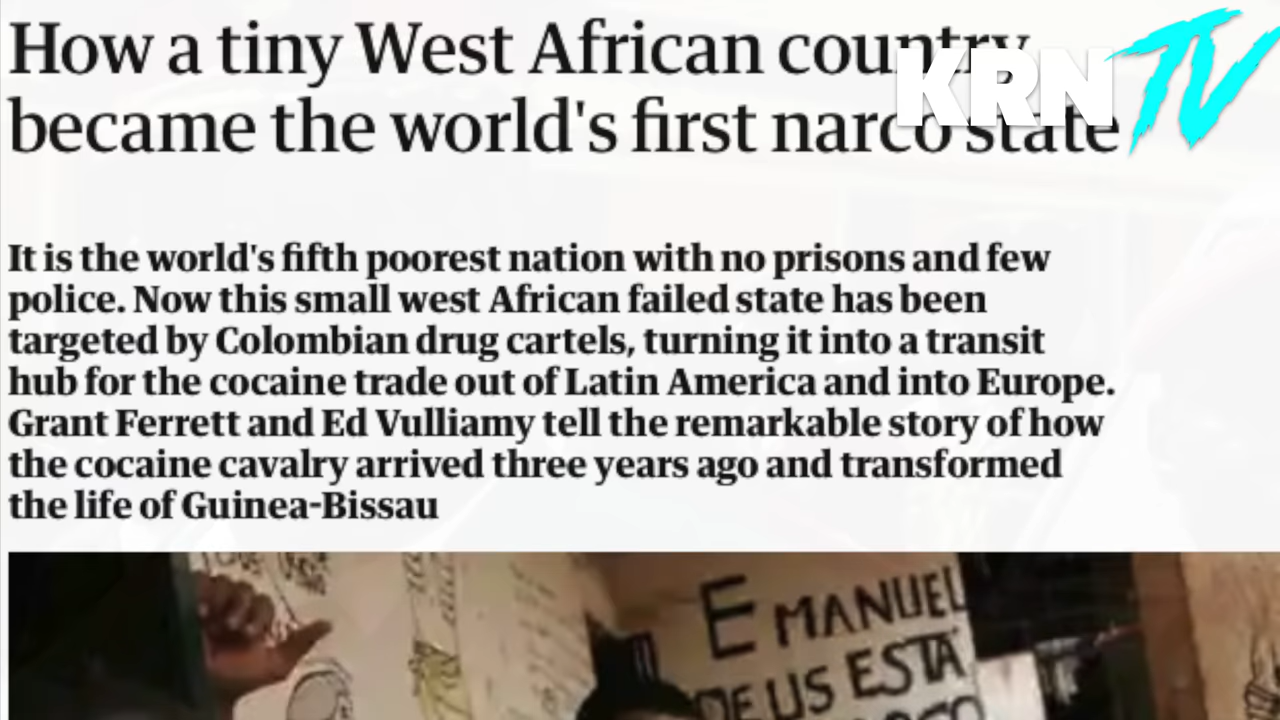 How a tiny West African country
became the world's first narco state
KRN TV
It is the world's fifth poorest nation with no prisons and few
police. Now this small west African failed state has been
targeted by Colombian drug cartels, turning it into a transit
hub for the cocaine trade out of Latin America and into Europe.
Grant Ferrett and Ed Vulliamy tell the remarkable story of how
the cocaine cavalry arrived three years ago and transformed
the life of Guinea-Bissau
EMANUEL
DEUS ESTA